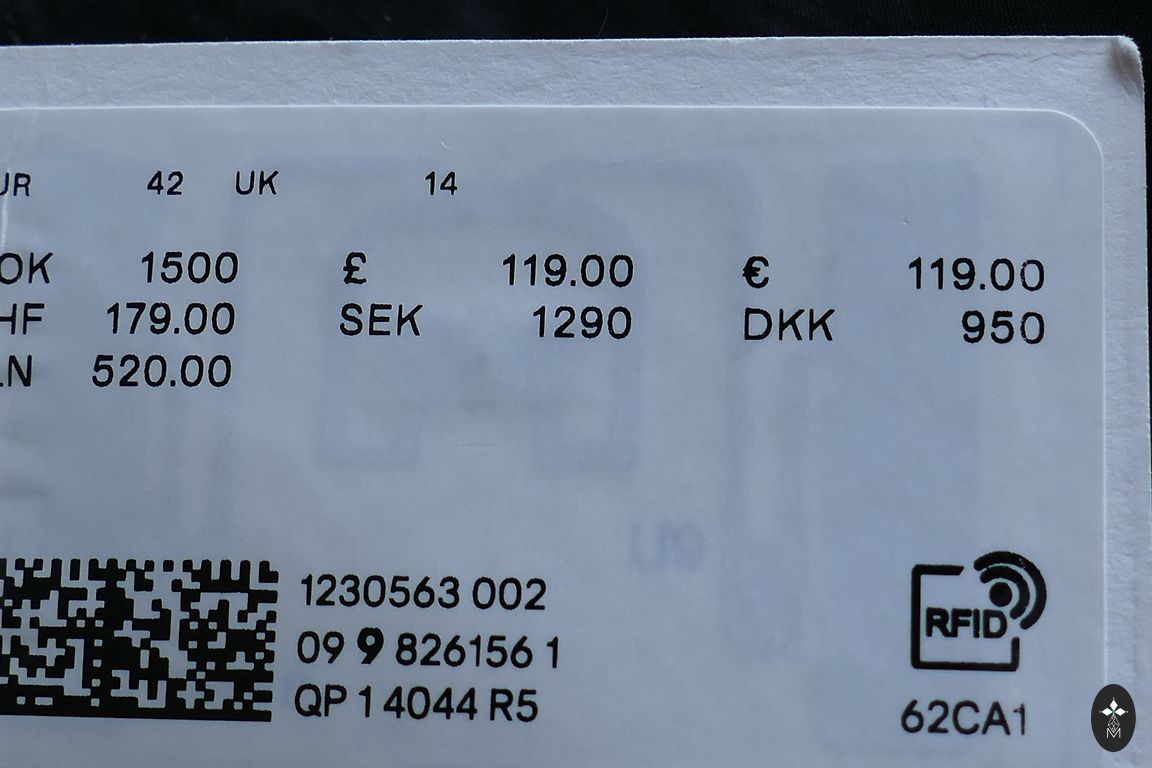 UR 42 UK 14
OK 1500 £ 119.00 € 119.00
HF 179.00 SEK 1290 DKK 950
LN 520.00
1230563 002
09 9 826156 1
QP 1 4044 R5
RFID
62CA1
M